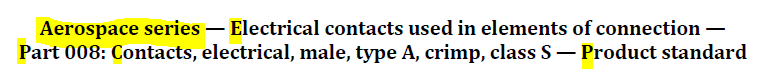 Aerospace series — Electrical contacts used in elements of connection —
Part 008: Contacts, electrical, male, type A, crimp, class S — Product standard